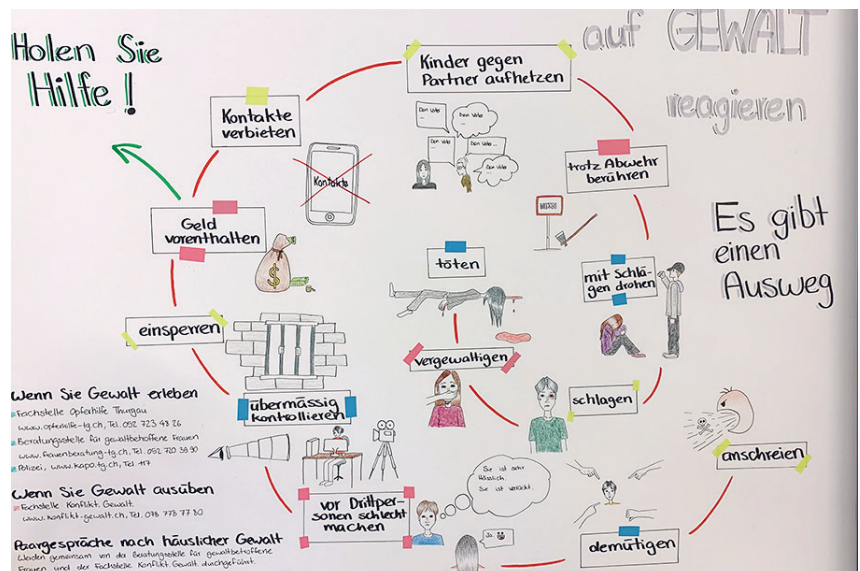 Holen Sie
Hilfe!
auf GEWALT
reagieren
Es gibt
einen
Ausweg
Kinder gegen
Partner aufhetzen
Kontakte
verbieten
Kontakte
trotz Abwehr
berühren
Geld
vorenthalten
$
töten
mit Schlä-
gen drohen
einsperren
vergewaltigen
übermässig
kontrollieren
schlagen
anschreien
vor Drittper-
sonen schlecht
machen
Sie ist
hässlich.
Sie ist verrückt.
Ja
demütigen
Wenn Sie Gewalt erleben
Fachstelle Opferhilfe Thurgau
www.opferhilfe-tg.ch, Tel. 052 723 48 26
Beratungsstelle für gewaltbetroffene Frauen
www.frauenberatung-tg.ch, Tel. 052 720 39 90
Polizei, www.kapo.tg.ch, Tel. 117
Wenn Sie Gewalt ausüben
Fachstelle Konflikt. Gewalt.
www.konflikt-gewalt.ch, Tel. 078 778 77 80
Paargespräche nach häuslicher Gewalt
Werden gemeinsam von der Beratungsstelle für gewaltbetroffene
Frauen und der Fachstelle Konflikt. Gewalt. durchgeführt.